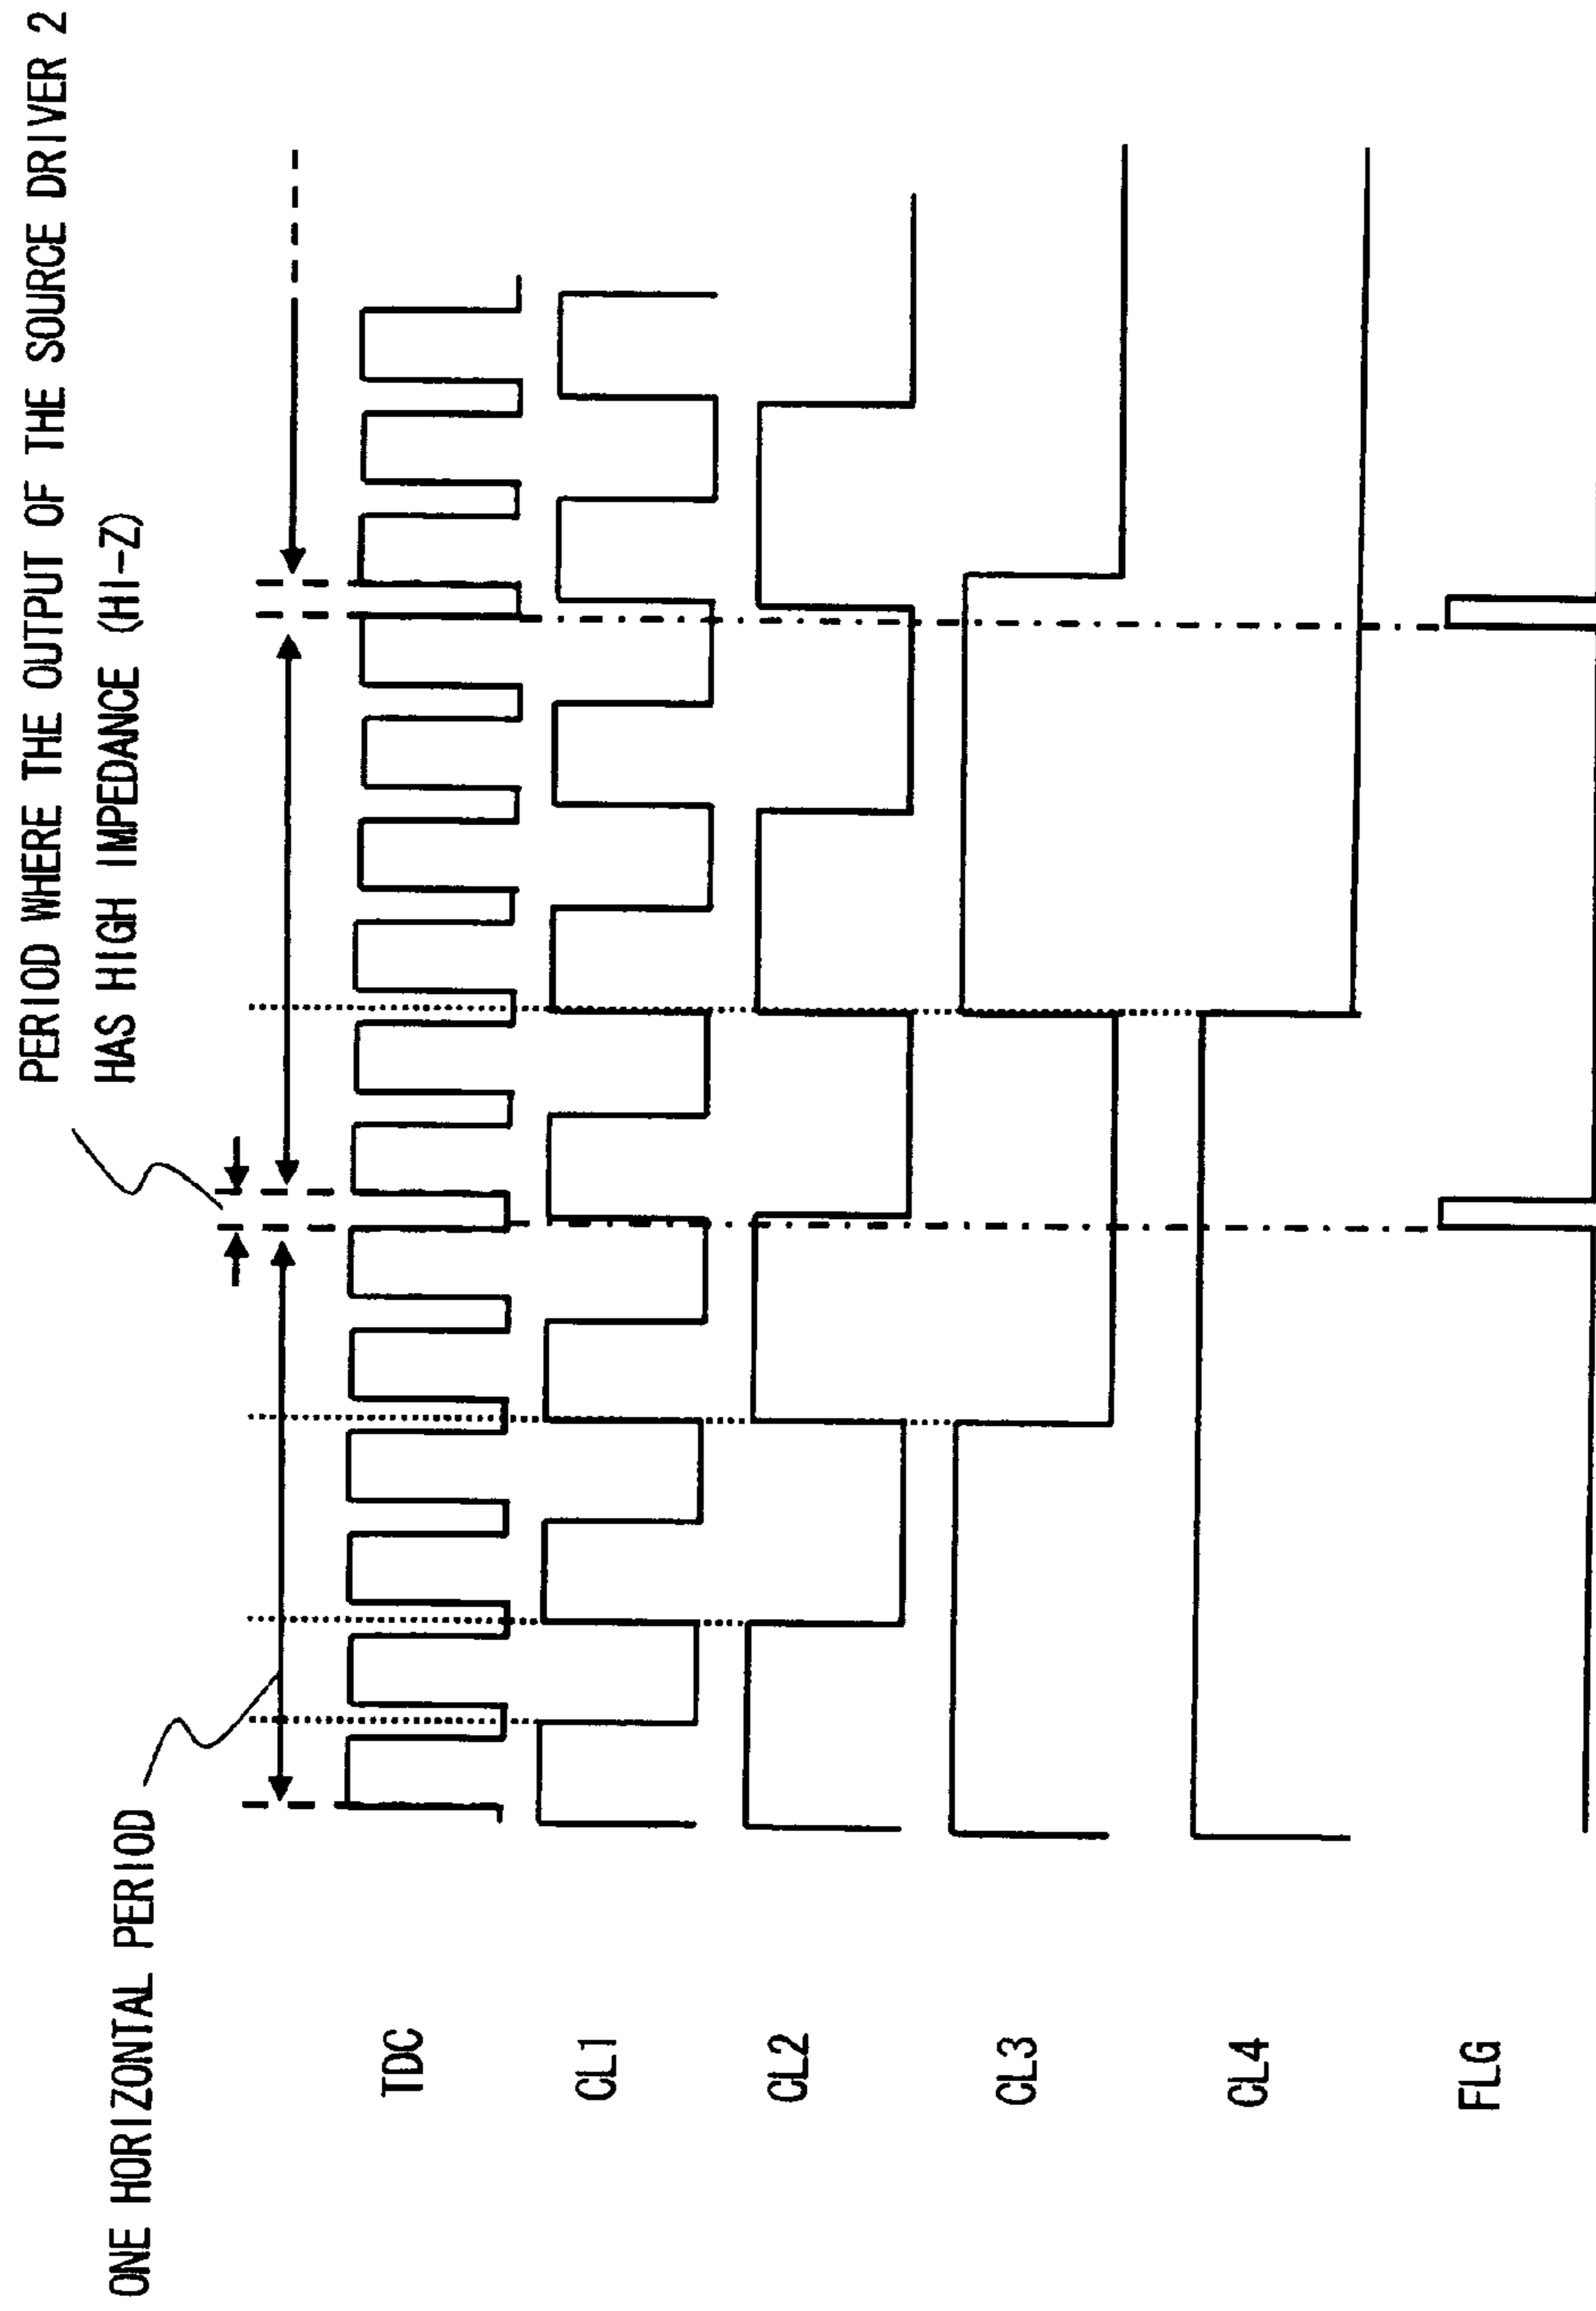 PERIOD WHERE THE OUTPUT OF THE SOURCE DRIVER 2
HAS HIGH IMPEDANCE (HI-Z)
ONE HORIZONTAL PERIOD
TDC
CL1
CL2
CL3
CL4
FLG